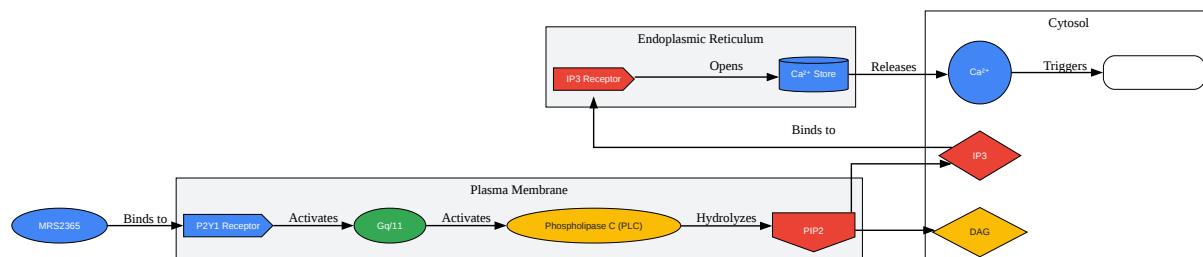 Cytosol
Endoplasmic Reticulum
IP3 Receptor
Opens
Ca²⁺ Store
Releases
Ca²⁺
Triggers
Binds to
IP3
Plasma Membrane
MRS2365
Binds to
P2Y1 Receptor
Activates
Gq/11
Activates
Phospholipase C (PLC)
Hydrolyzes
PIP2
DAG